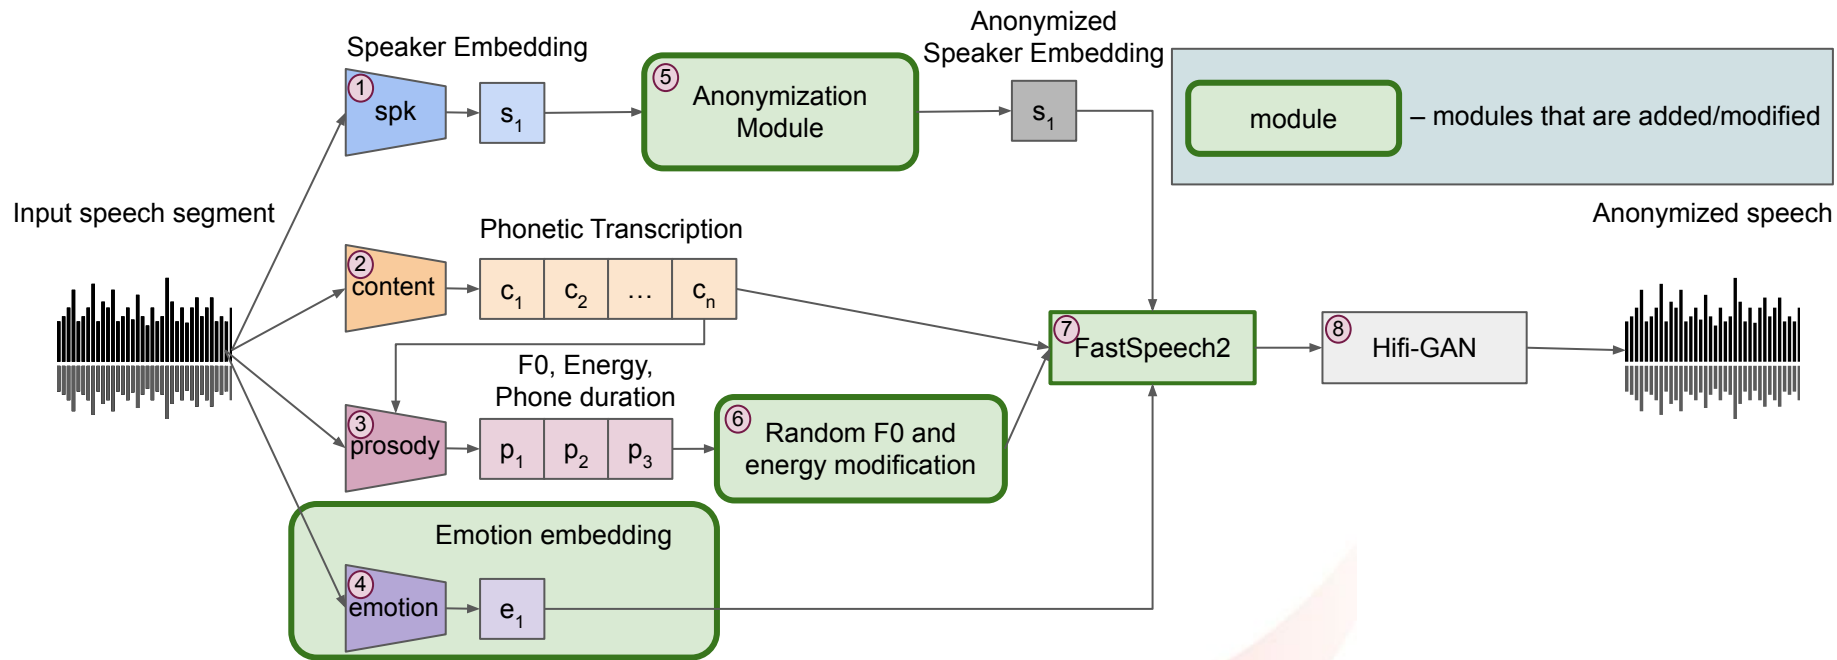 Speaker Embedding
1
spk
s1
5
Anonymization
Module
Anonymized
Speaker Embedding
s1
module
– modules that are added/modified
Input speech segment
Anonymized speech
Phonetic Transcription
2
content
c1 c2 … cn
F0, Energy,
Phone duration
3
prosody
p1 p2 p3
6
Random F0 and
energy modification
7
FastSpeech2
8
Hifi-GAN
Emotion embedding
4
emotion
e1